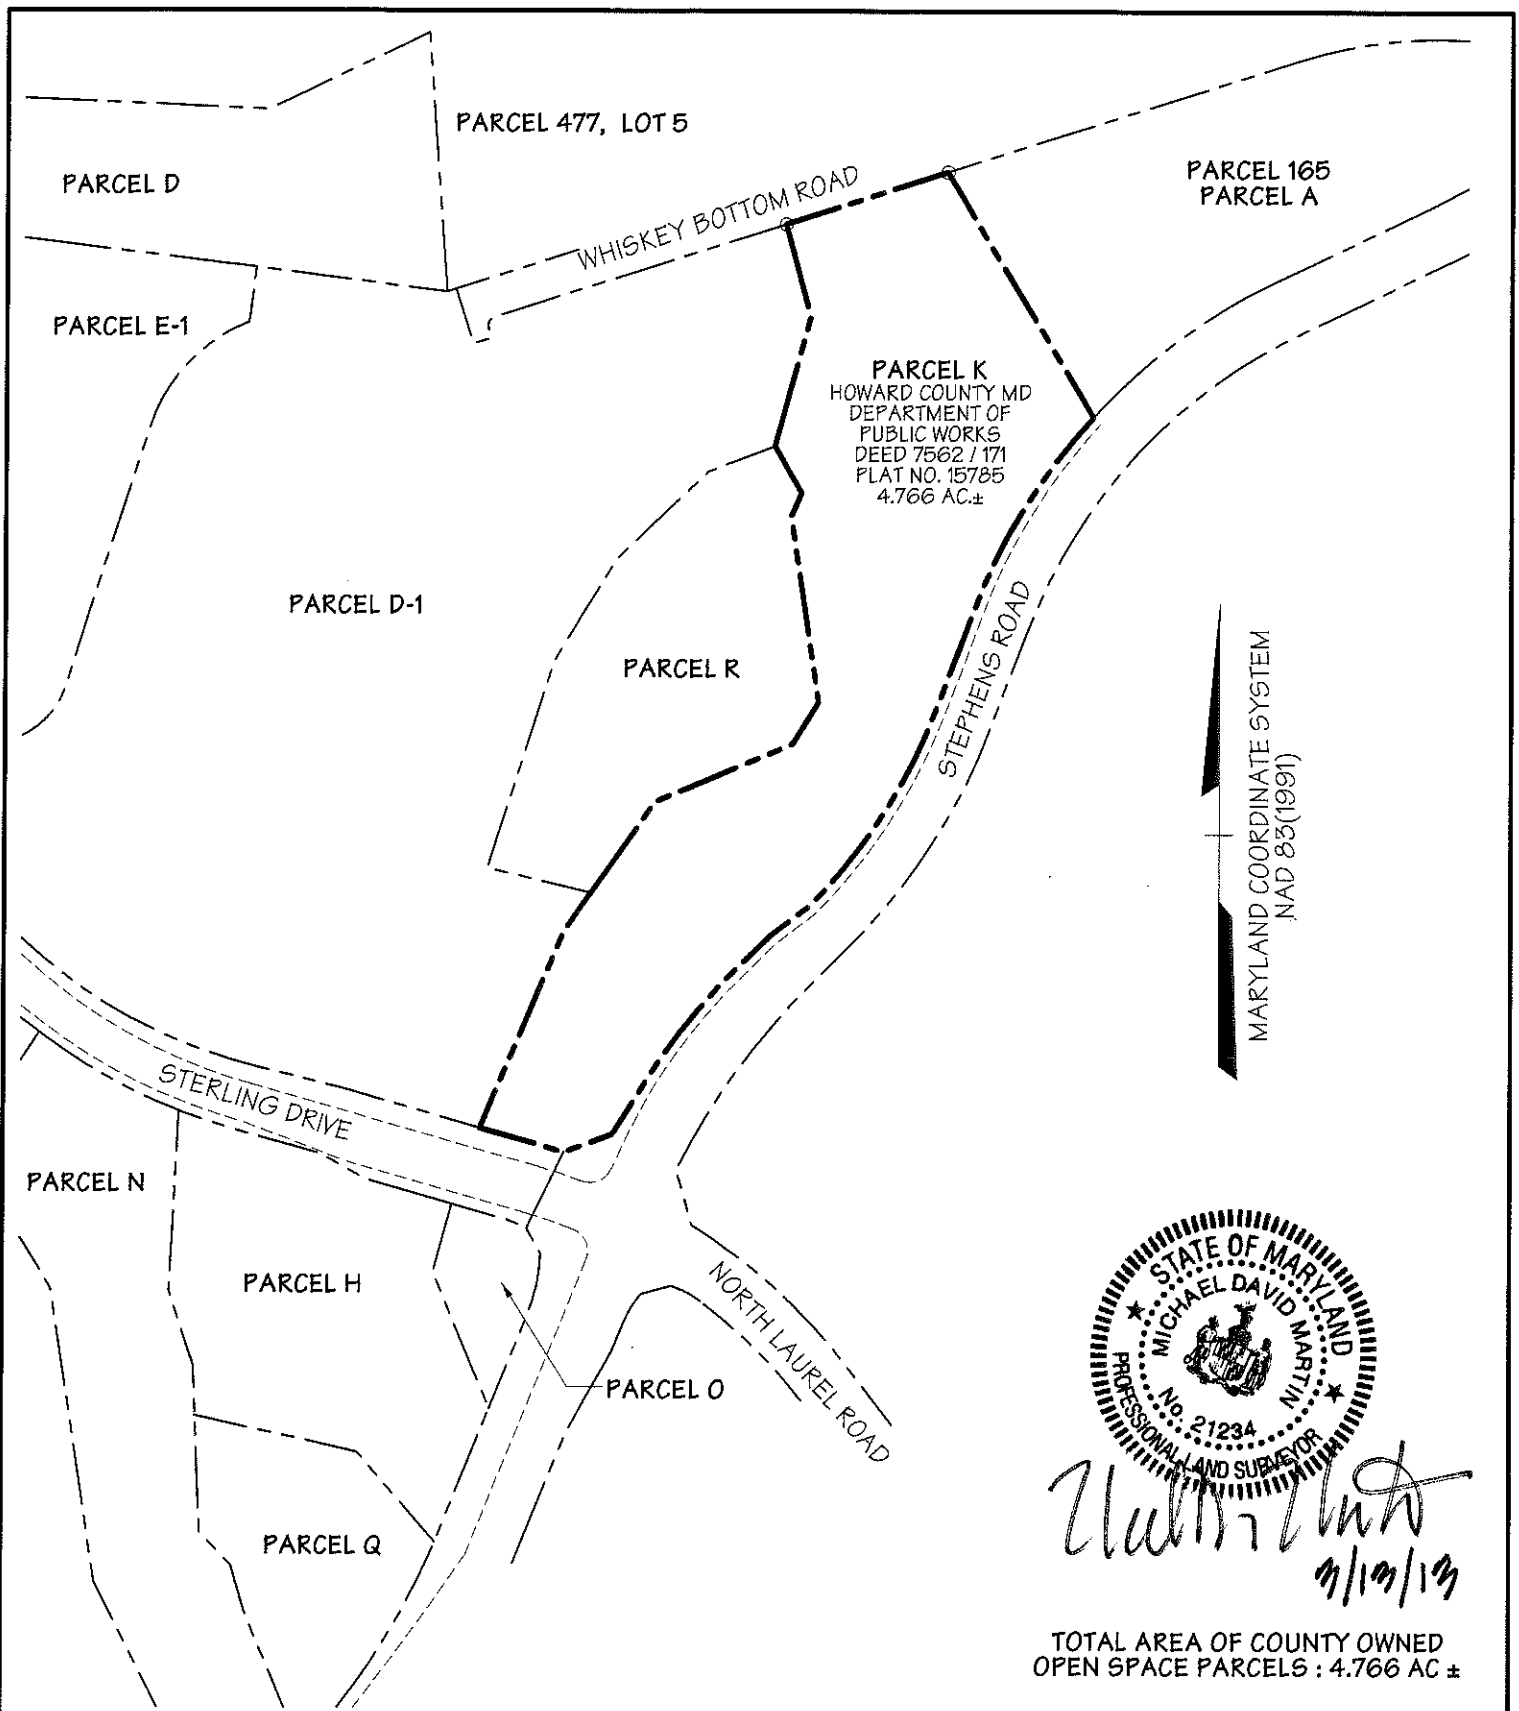 PARCEL 477, LOT 5
PARCEL D
WHISKEY BOTTOM ROAD
PARCEL 165
PARCEL A
PARCEL E-1
PARCEL K
HOWARD COUNTY MD
DEPARTMENT OF
PUBLIC WORKS
DEED 7562 / 171
PLAT NO. 15785
4.766 AC.±
PARCEL D-1
PARCEL R
STEPHENS ROAD
MARYLAND COORDINATE SYSTEM
NAD 83(1991)
STERLING DRIVE
PARCEL N
PARCEL H
NORTH LAUREL ROAD
PARCEL O
PARCEL Q
STATE OF MARYLAND
MICHAEL DAVID MARTIN
No. 21234
PROFESSIONAL LAND SURVEYOR
3/13/13
TOTAL AREA OF COUNTY OWNED
OPEN SPACE PARCELS : 4.766 AC ±